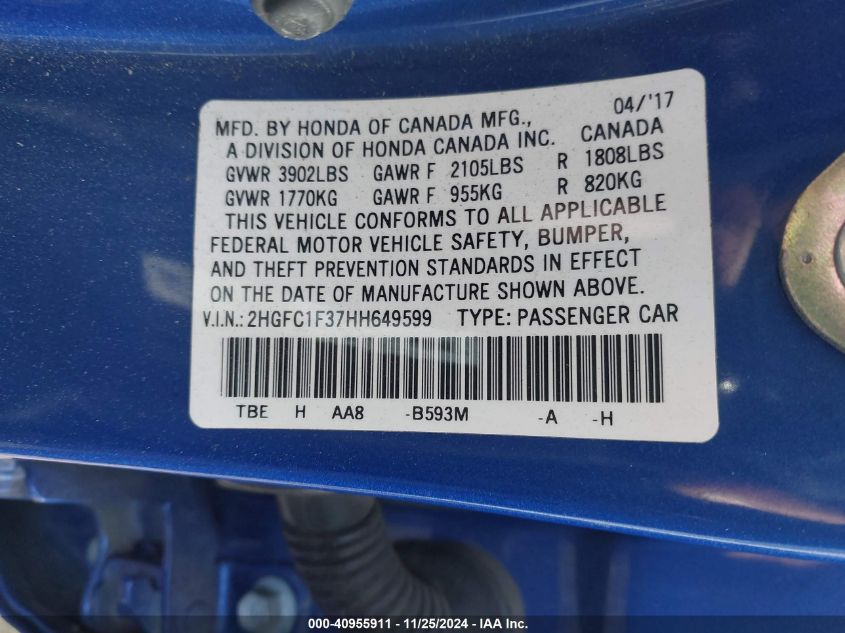 04/'17
MFD. BY HONDA OF CANADA MFG.,
A DIVISION OF HONDA CANADA INC. CANADA
GVWR 3902LBS GAWR F 2105LBS R 1808LBS
GVWR 1770KG GAWR F 955KG R 820KG
THIS VEHICLE CONFORMS TO ALL APPLICABLE
FEDERAL MOTOR VEHICLE SAFETY, BUMPER,
AND THEFT PREVENTION STANDARDS IN EFFECT
ON THE DATE OF MANUFACTURE SHOWN ABOVE.
V.I.N.: 2HGFC1F37HH649599 TYPE: PASSENGER CAR
TBE H AA8 -B593M -A -H
000-40955911 - 11/25/2024 - IAA Inc.